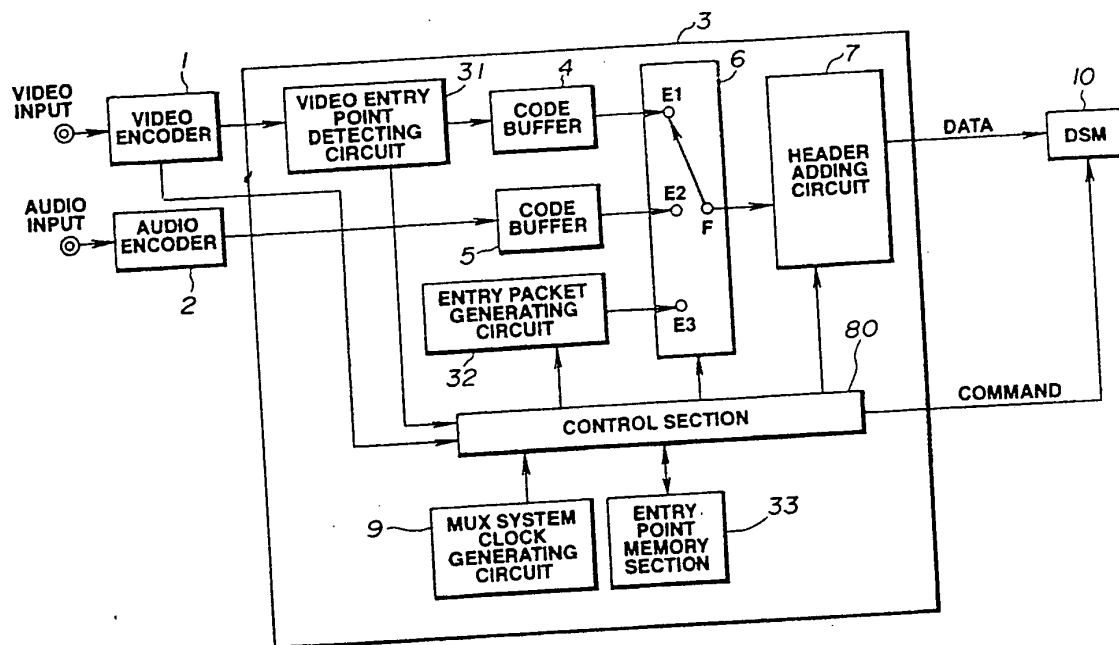 3
1
31
4
6
7
10
VIDEO
INPUT
VIDEO
ENCODER
VIDEO ENTRY
POINT
DETECTING
CIRCUIT
CODE
BUFFER
E1
HEADER
ADDING
CIRCUIT
DATA
DSM
AUDIO
INPUT
AUDIO
ENCODER
2
CODE
BUFFER
5
E2
F
ENTRY PACKET
GENERATING
CIRCUIT
32
E3
80
CONTROL SECTION
COMMAND
9
MUX SYSTEM
CLOCK
GENERATING
CIRCUIT
ENTRY
POINT
MEMORY
SECTION
33